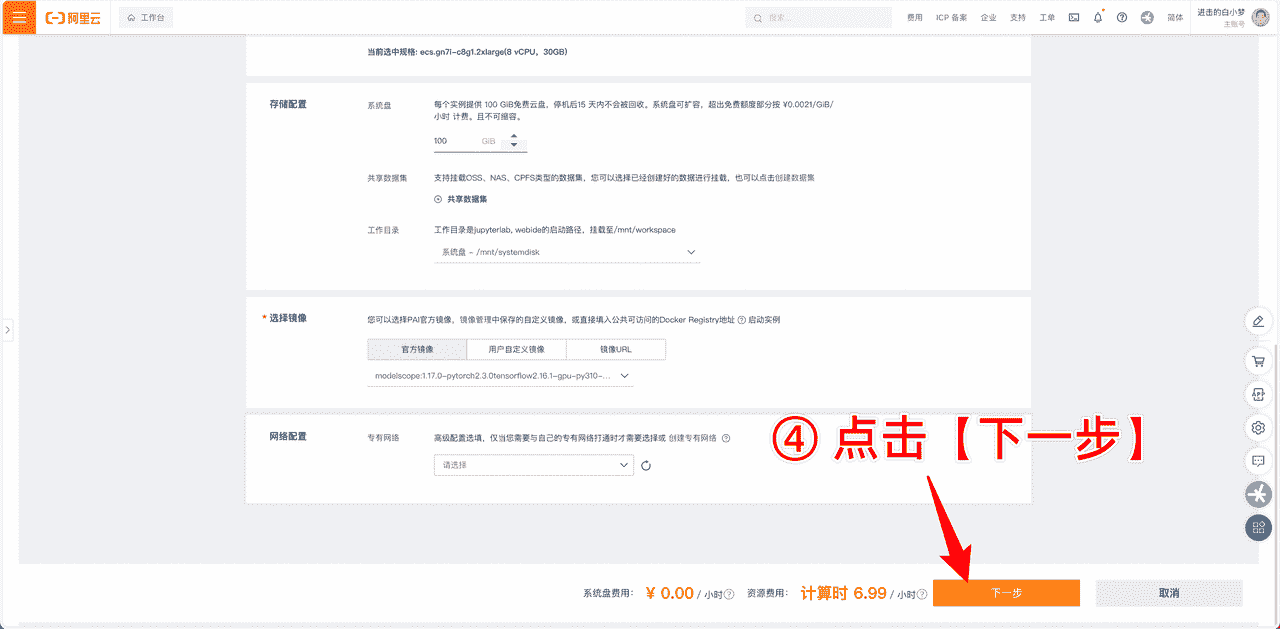 阿里云
工作台
搜索...
费用 ICP 备案 企业 支持 工单 简体
进击的白小梦
主账号
当前选中规格: ecs.gn7i-c8g1.2xlarge(8 vCPU，30GB)
存储配置
系统盘
每个实例提供 100 GiB免费云盘，停机后15 天内不会被回收。系统盘可扩容，超出免费额度部分按 ¥0.0021/GiB/
小时 计费。且不可缩容。
100 GiB
共享数据集
支持挂载OSS、NAS、CPFS类型的数据集，您可以选择已经创建好的数据进行挂载，也可以点击创建数据集
共享数据集
工作目录
工作目录是jupyterlab, webide的启动路径，挂载至/mnt/workspace
系统盘 - /mnt/systemdisk
* 选择镜像
您可以选择PAI官方镜像，镜像管理中保存的自定义镜像，或直接填入公共可访问的Docker Registry地址 ? 启动实例
官方镜像 用户自定义镜像 镜像URL
modelscope:1.17.0-pytorch2.3.0tensorflow2.16.1-gpu-py310-...
网络配置
专有网络
高级配置选填，仅当您需要与自己的专有网络打通时才需要选择或 创建专有网络 ?
请选择
④ 点击【下一步】
系统盘费用： ¥ 0.00 / 小时? 资源费用： 计算时 6.99 / 小时?
下一步
取消